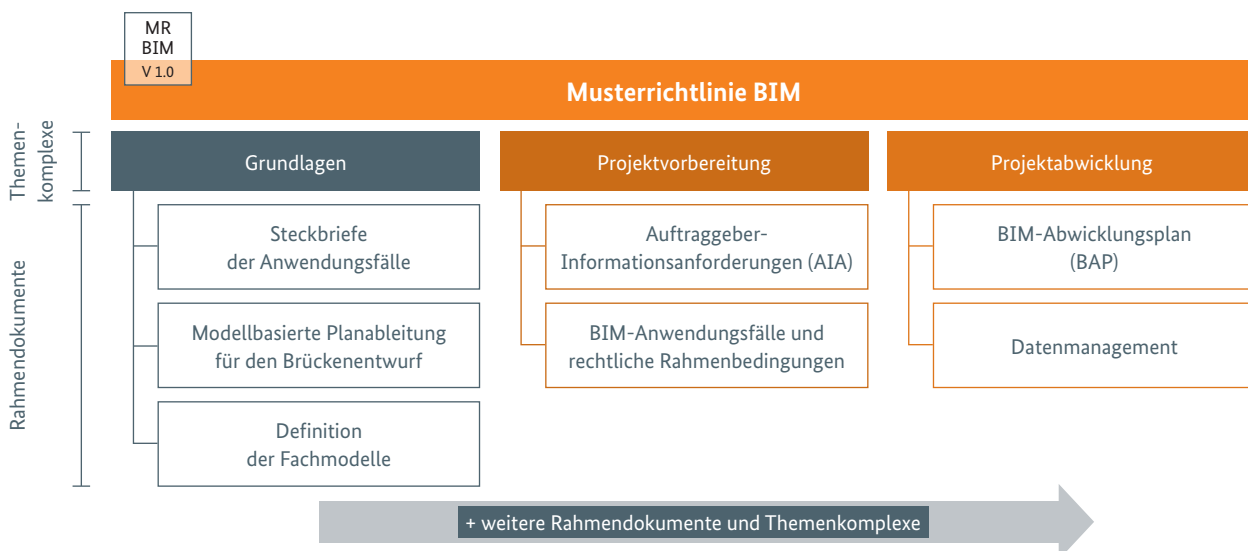 MR
BIM
V 1.0
Musterrichtlinie BIM
Themen-
komplexe
Grundlagen
Projektvorbereitung
Projektabwicklung
Rahmendokumente
Steckbriefe
der Anwendungsfälle
Modellbasierte Planableitung
für den Brückenentwurf
Definition
der Fachmodelle
Auftraggeber-
Informationsanforderungen (AIA)
BIM-Anwendungsfälle und
rechtliche Rahmenbedingungen
BIM-Abwicklungsplan
(BAP)
Datenmanagement
+ weitere Rahmendokumente und Themenkomplexe